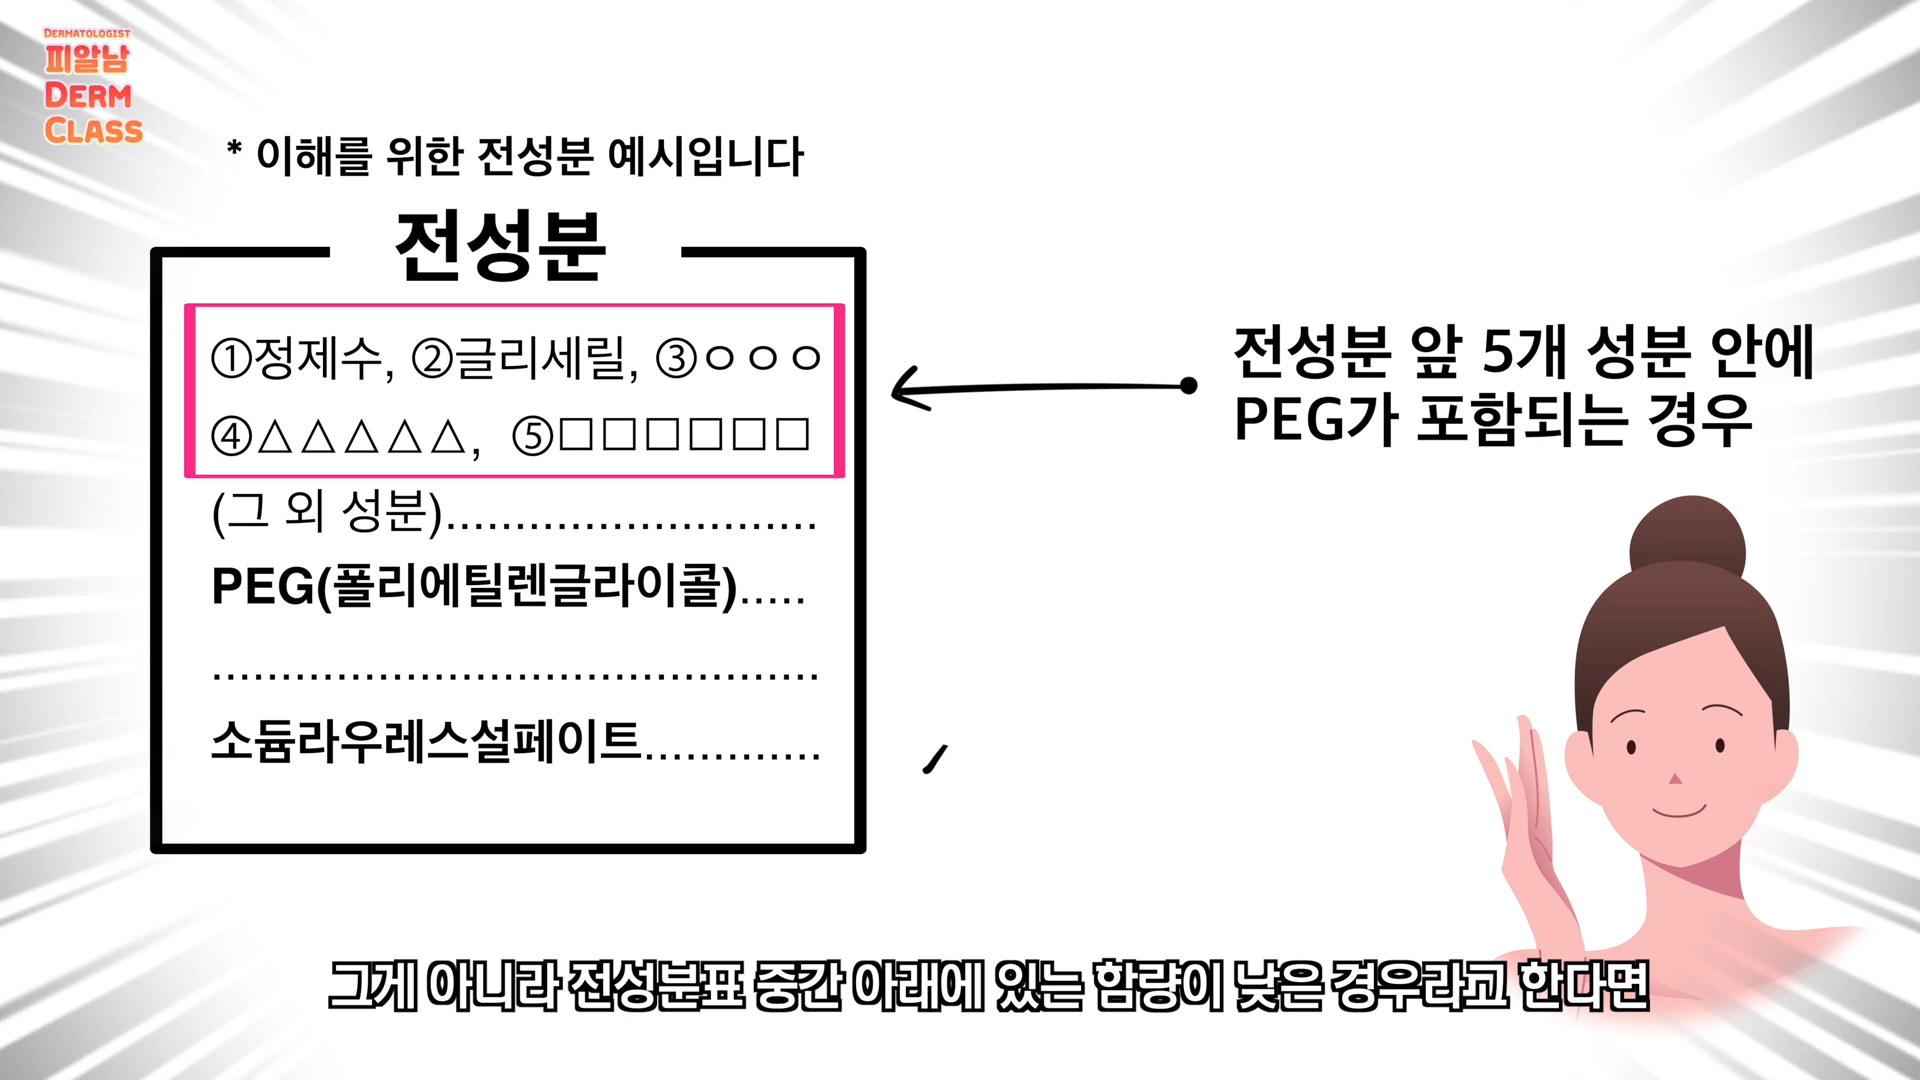 DERMATOLOGIST
피알남
DERM
CLASS
* 이해를 위한 전성분 예시입니다
전성분
①정제수, ②글리세릴, ③ㅇㅇㅇ
④△△△△△, ⑤□□□□□□
(그 외 성분)...........................
PEG(폴리에틸렌글라이콜).....
............................................
소듐라우레스설페이트.............
전성분 앞 5개 성분 안에
PEG가 포함되는 경우
그게 아니라 전성분표 중간 아래에 있는 함량이 낮은 경우라고 한다면